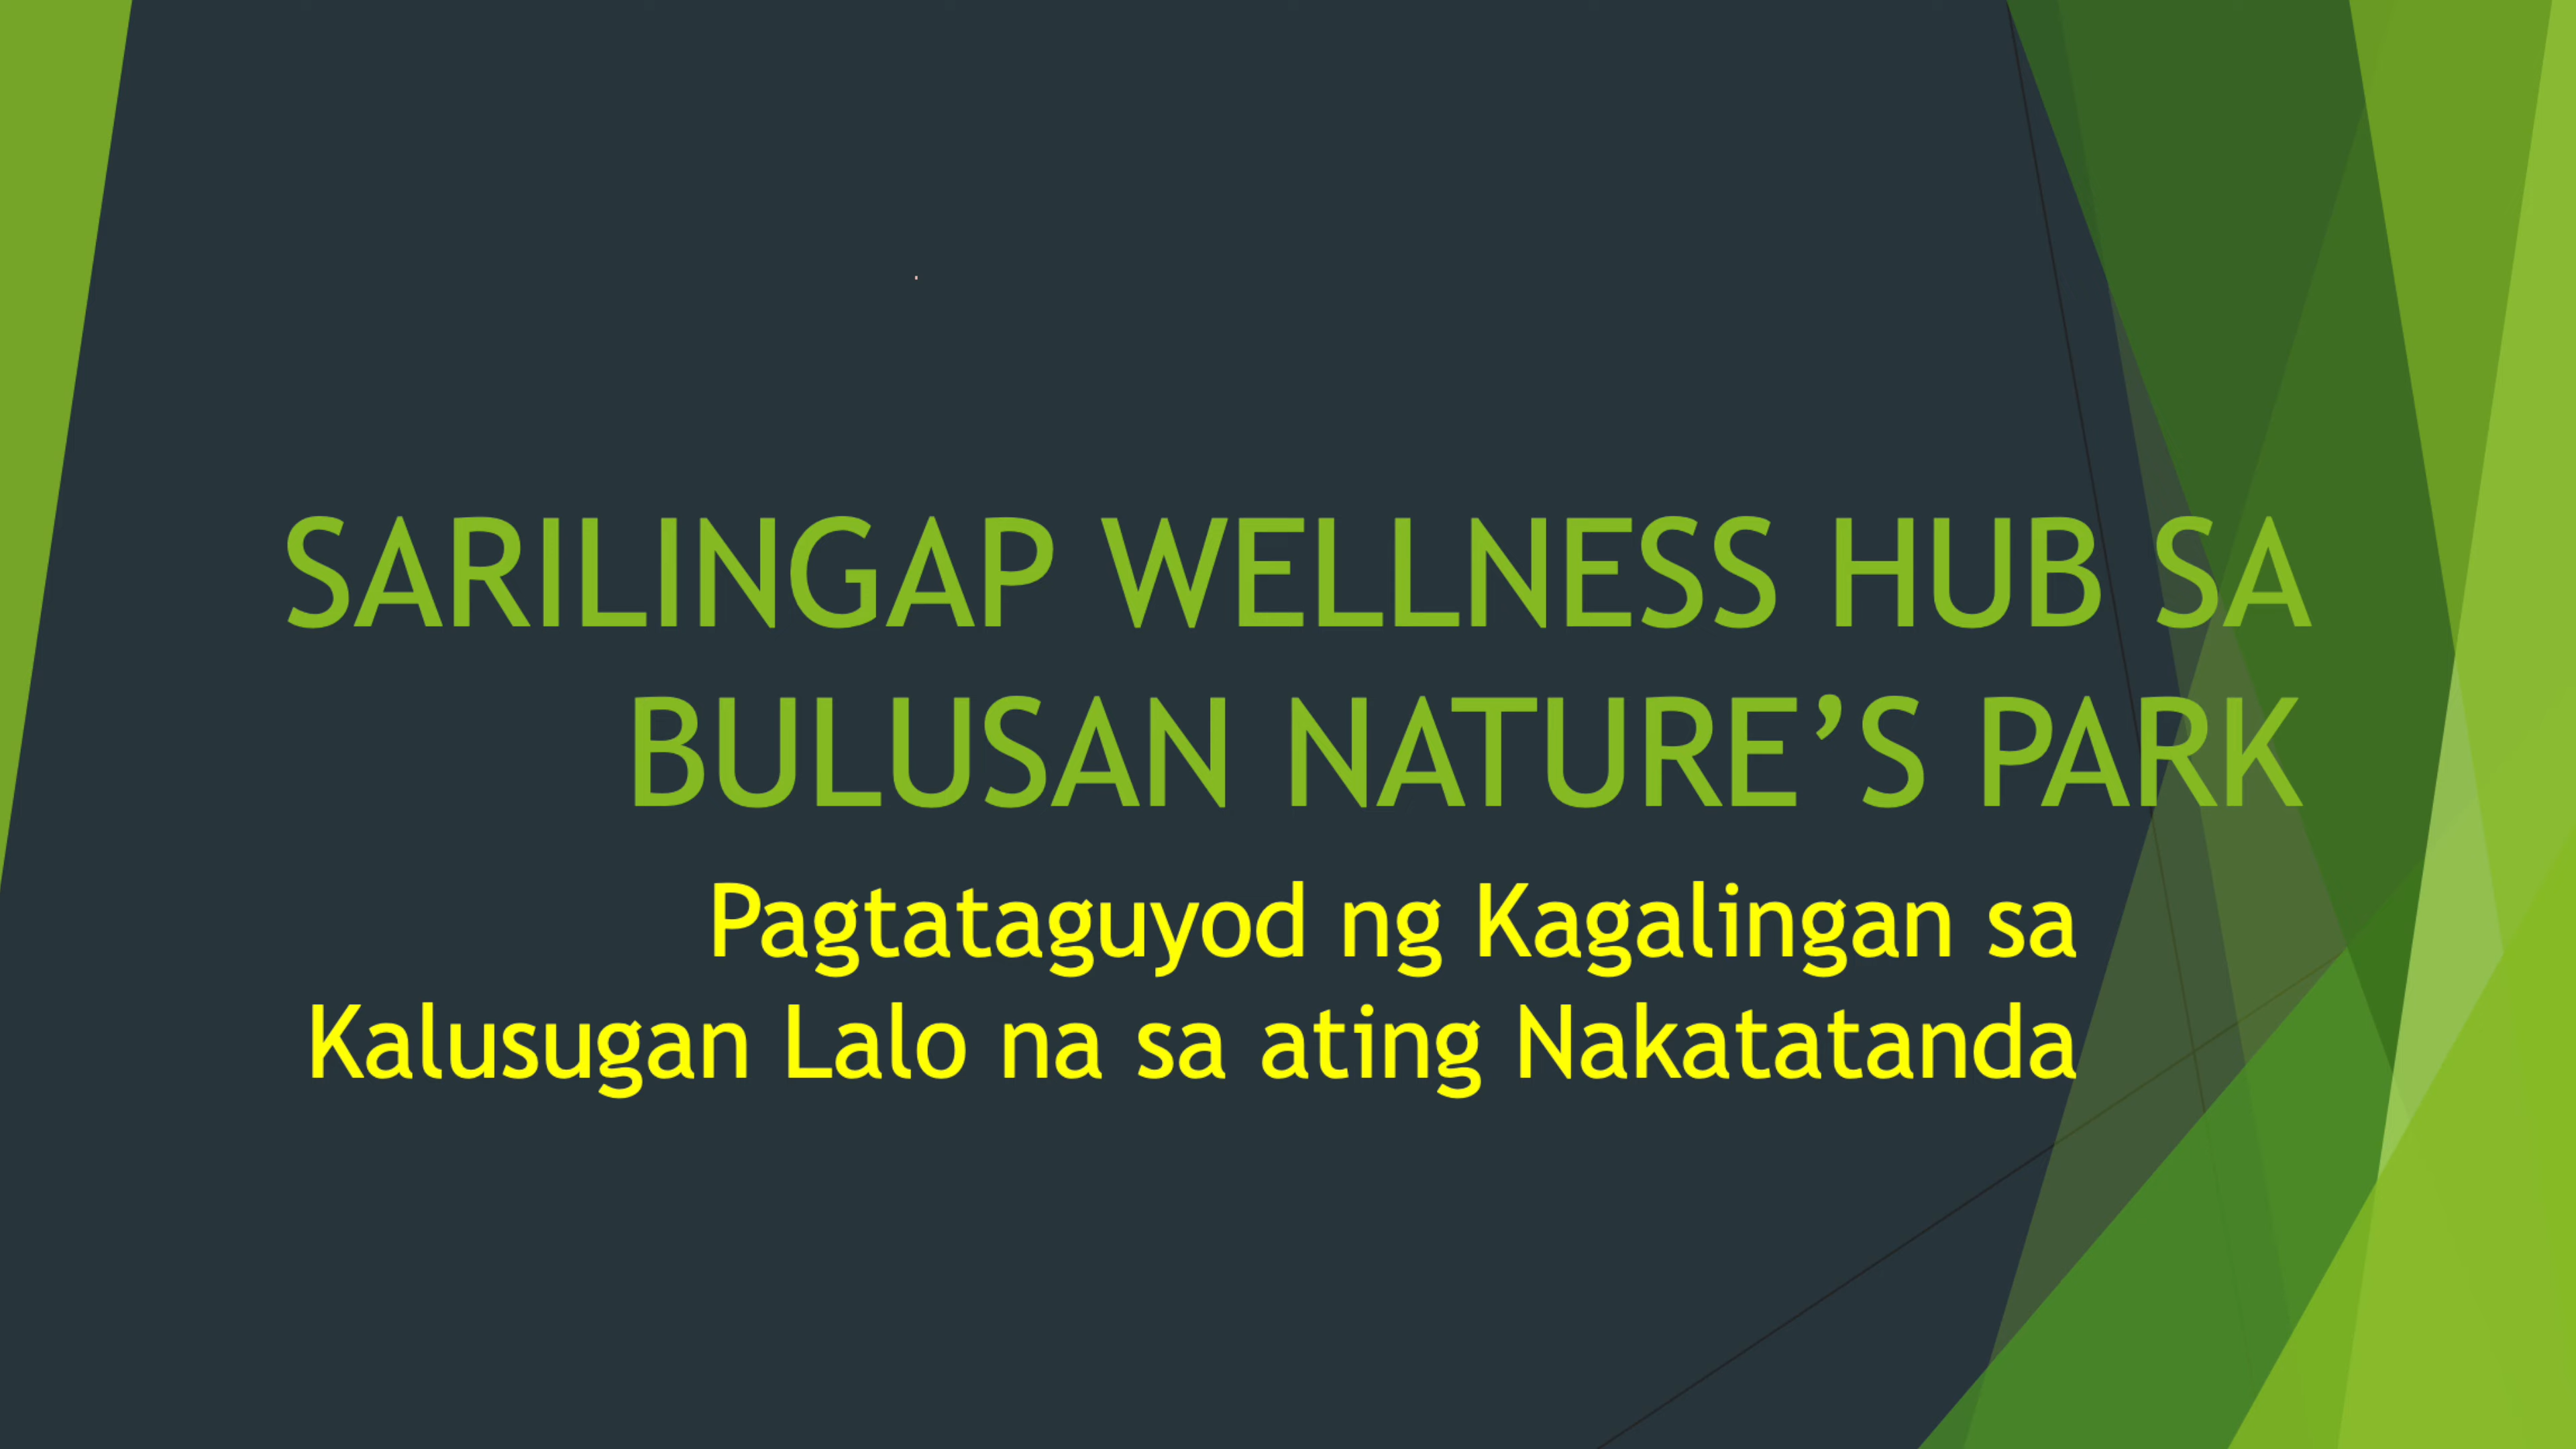 SARILINGAP WELLNESS HUB SA
BULUSAN NATURE’S PARK
Pagtataguyod ng Kagalingan sa
Kalusugan Lalo na sa ating Nakatatanda